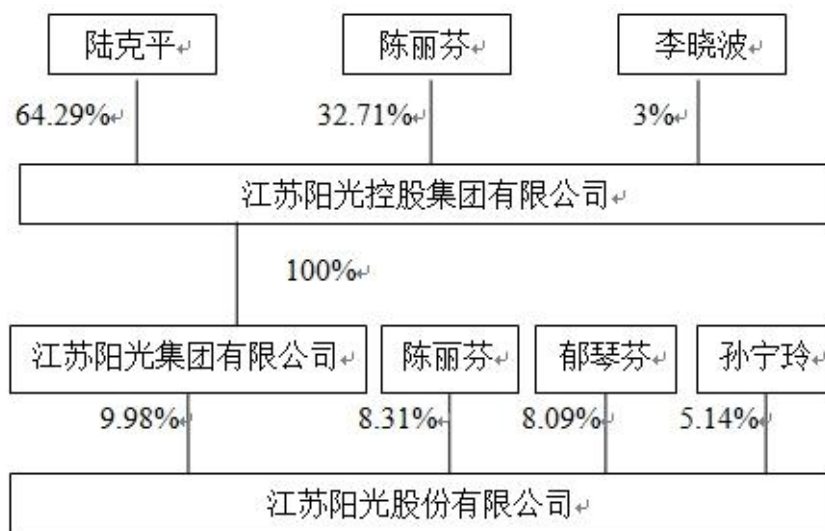 陆克平 陈丽芬 李晓波
64.29% 32.71% 3%
江苏阳光控股集团有限公司
100%
江苏阳光集团有限公司 陈丽芬 郁琴芬 孙宁玲
9.98% 8.31% 8.09% 5.14%
江苏阳光股份有限公司